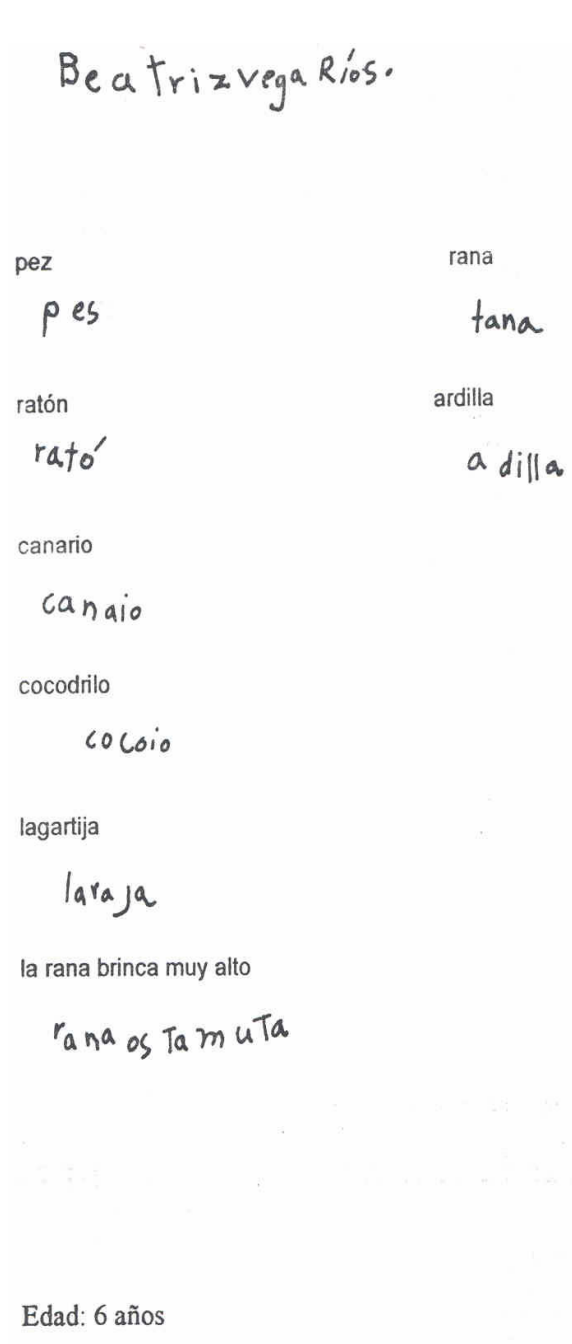 Beatrizvega Ríos.
pez
pes
rana
tana
ratón
rató
ardilla
a dilla
canario
canaio
cocodrilo
cocoio
lagartija
laraja
la rana brinca muy alto
rana os Ta m uTa
Edad: 6 años